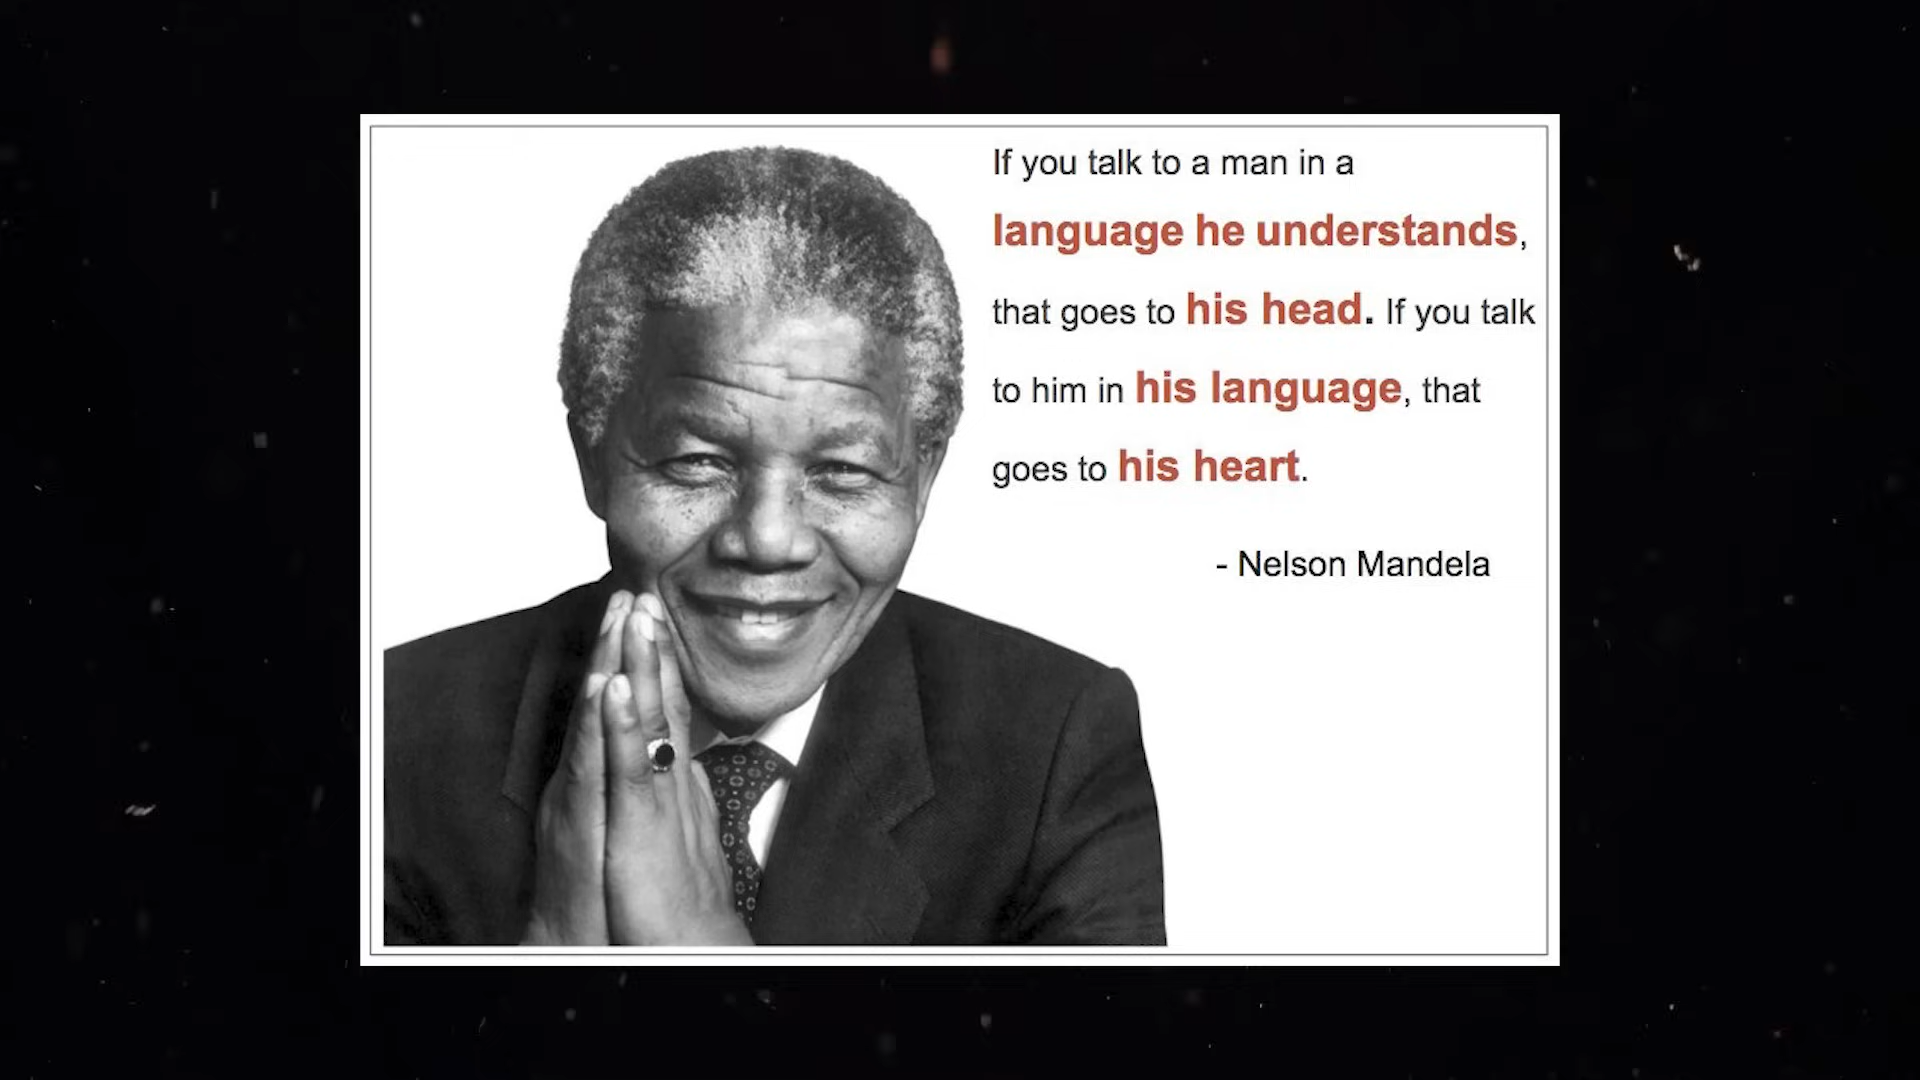 If you talk to a man in a
language he understands,
that goes to his head. If you talk
to him in his language, that
goes to his heart.
- Nelson Mandela